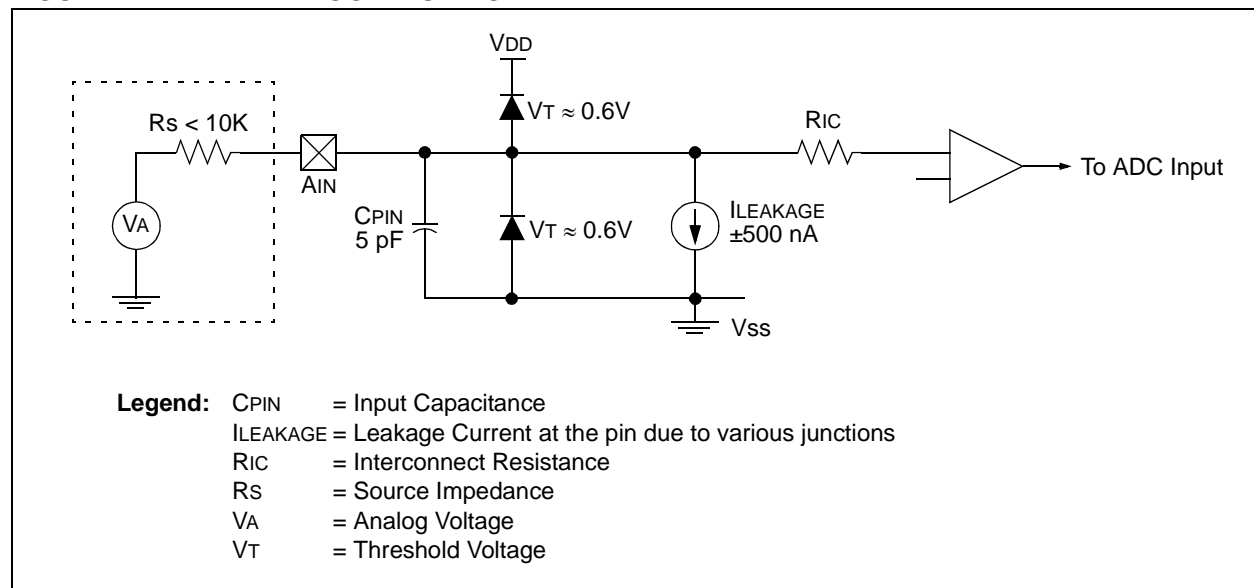 VDD
VT ≈ 0.6V
RS < 10K
RIC
AIN
To ADC Input
VA
CPIN
5 pF
VT ≈ 0.6V
ILEAKAGE
±500 nA
VSS
Legend: CPIN = Input Capacitance
ILEAKAGE = Leakage Current at the pin due to various junctions
RIC = Interconnect Resistance
RS = Source Impedance
VA = Analog Voltage
VT = Threshold Voltage